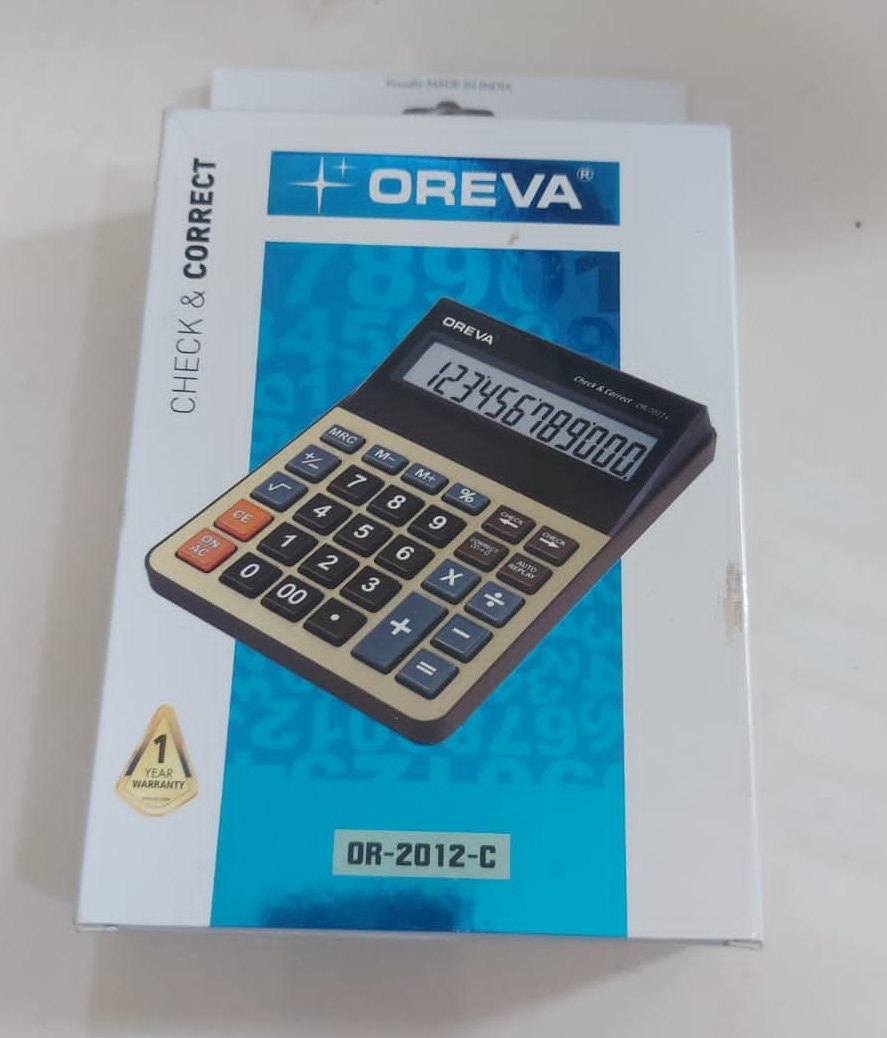 Proudly MADE IN INDIA
OREVA®
CHECK & CORRECT
OREVA
Check & Correct
123456789000
MRC
M-
M+
%
+/-
7
8
9
CHECK
CHECK
√
4
5
6
CORRECT
AUTO
REPLAY
CE
1
2
3
X
÷
ON
AC
0
00
.
+
-
=
1
YEAR
WARRANTY
OR-2012-C